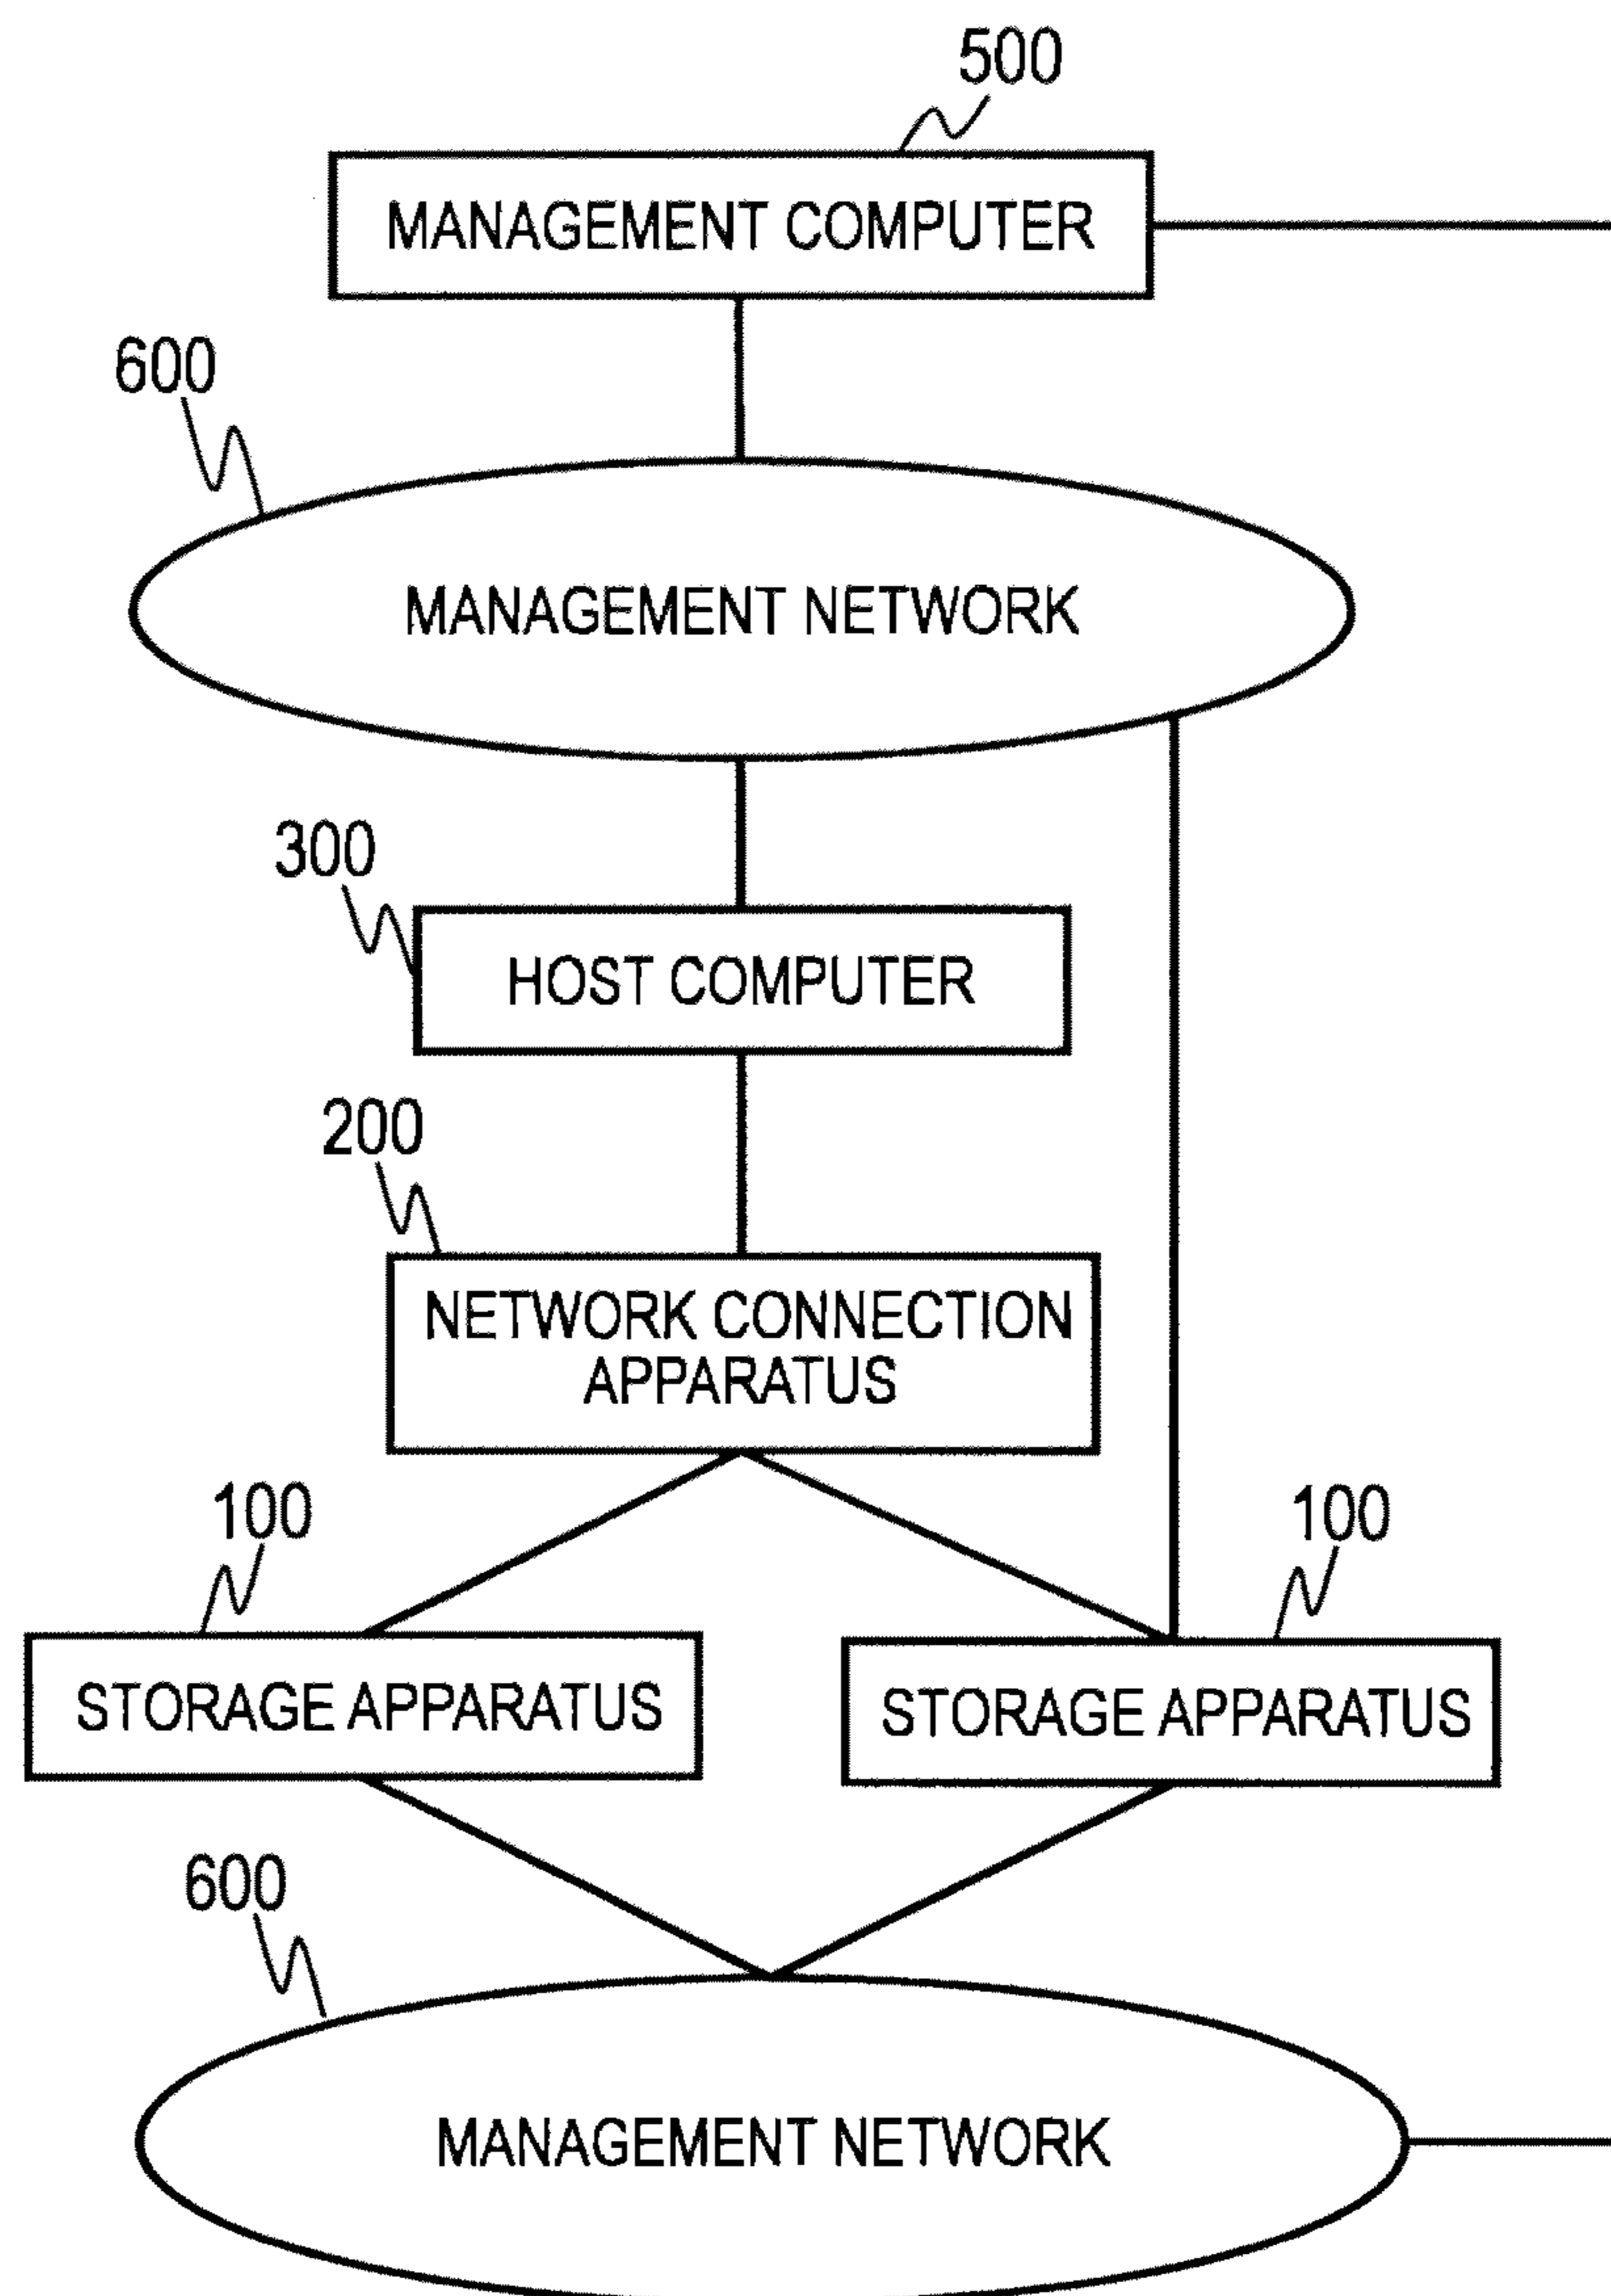 500
MANAGEMENT COMPUTER
600
MANAGEMENT NETWORK
300
HOST COMPUTER
200
NETWORK CONNECTION
APPARATUS
100
100
STORAGE APPARATUS
STORAGE APPARATUS
600
MANAGEMENT NETWORK